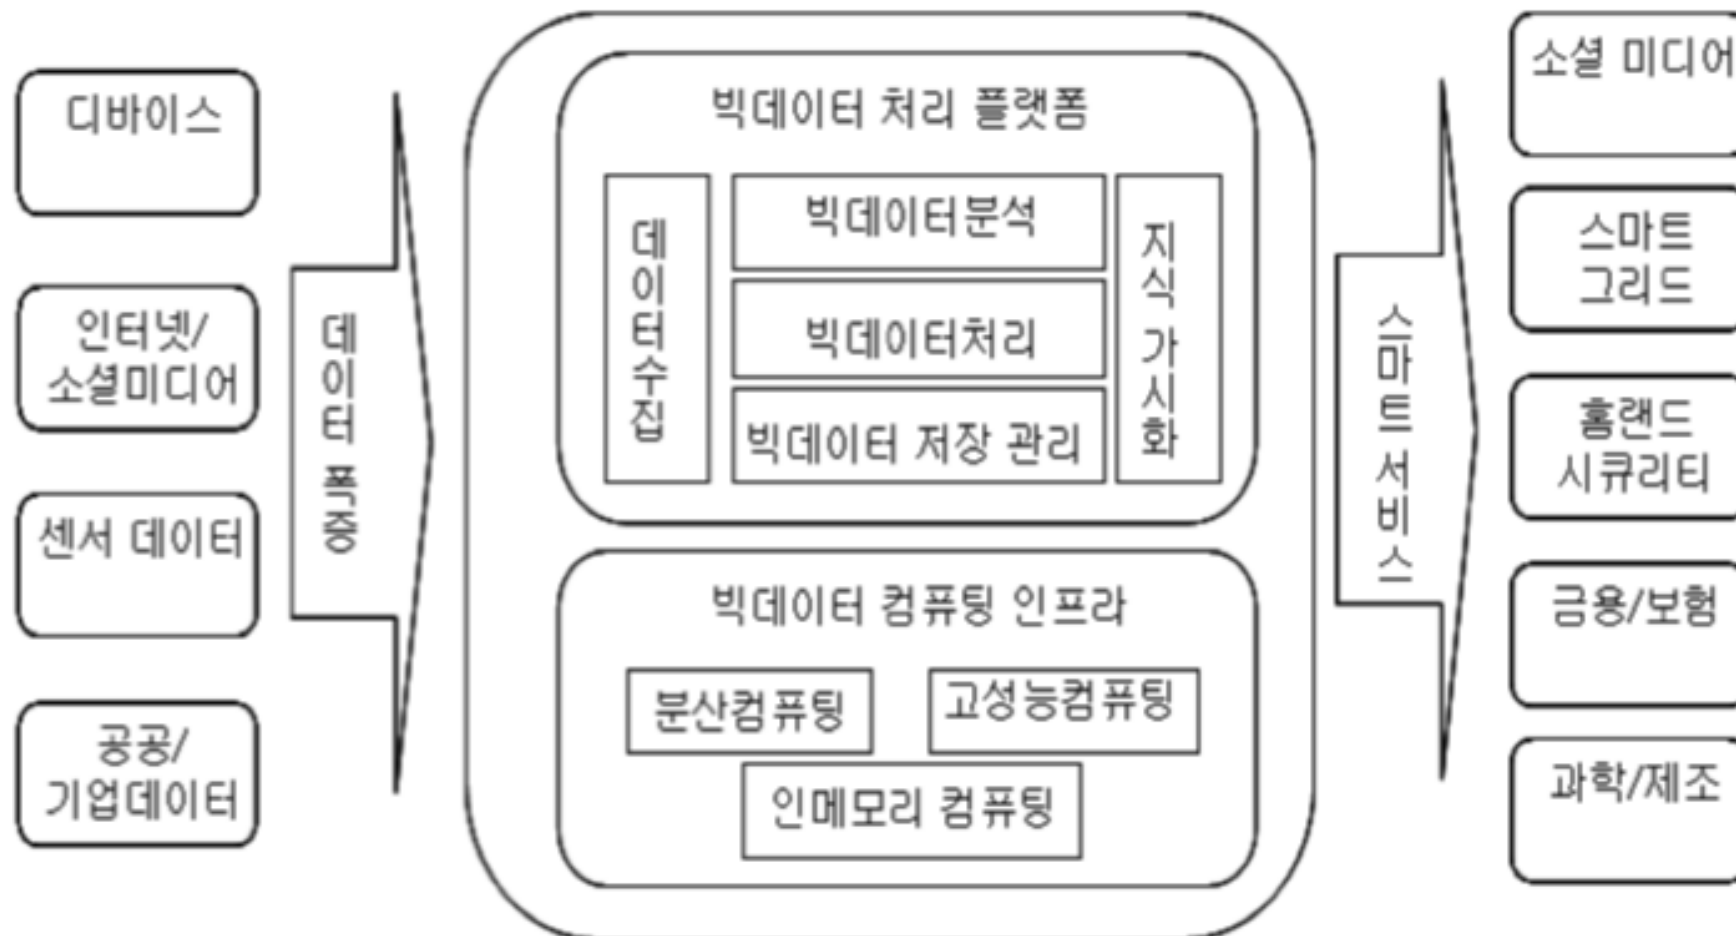 디바이스
인터넷/
소셜미디어
센서 데이터
공공/
기업데이터
데이터 폭증
빅데이터 처리 플랫폼
데이터수집
빅데이터분석
빅데이터처리
빅데이터 저장 관리
지식 가시화
빅데이터 컴퓨팅 인프라
분산컴퓨팅
고성능컴퓨팅
인메모리 컴퓨팅
스마트 서비스
소셜 미디어
스마트
그리드
홈랜드
시큐리티
금융/보험
과학/제조